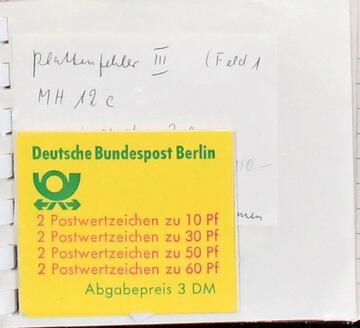 Plattenfehler III (Feld 1
MH 12 c
110.-
Deutsche Bundespost Berlin
2 Postwertzeichen zu 10 Pf
2 Postwertzeichen zu 30 Pf
2 Postwertzeichen zu 50 Pf
2 Postwertzeichen zu 60 Pf
Abgabepreis 3 DM